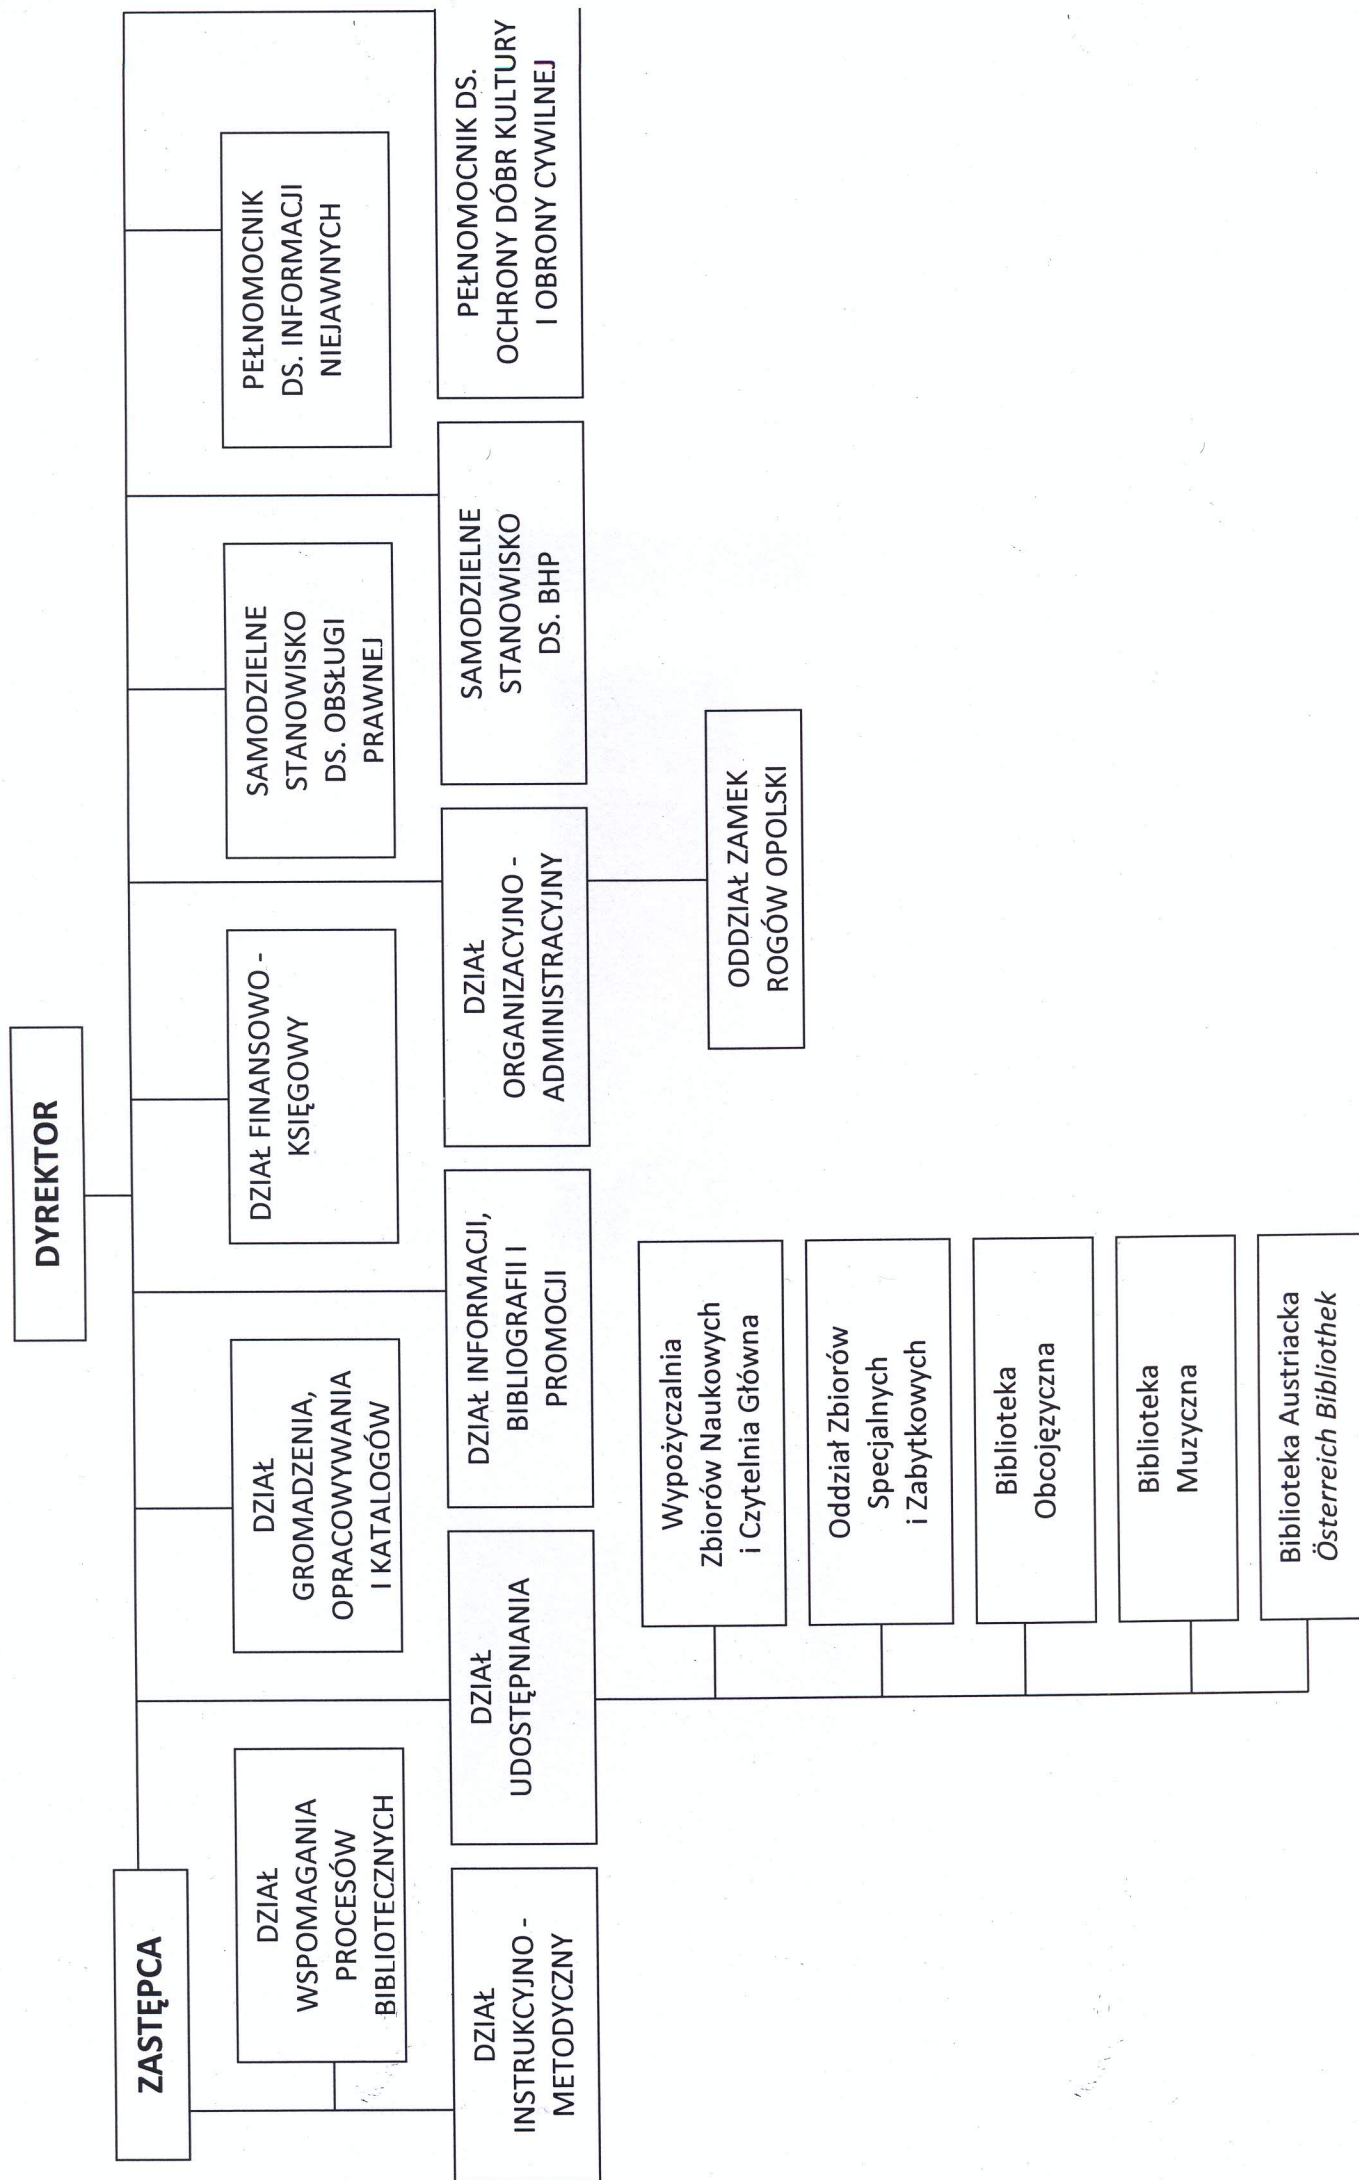 DYREKTOR
ZASTĘPCA
DZIAŁ
WSPOMAGANIA
PROCESÓW
BIBLIOTECZNYCH
DZIAŁ
GROMADZENIA,
OPRACOWYWANIA
I KATALOGÓW
DZIAŁ FINANSOWO -
KSIĘGOWY
SAMODZIELNE
STANOWISKO
DS. OBSŁUGI
PRAWNEJ
PEŁNOMOCNIK
DS. INFORMACJI
NIEJAWNYCH
DZIAŁ
INSTRUKCYJNO -
METODYCZNY
DZIAŁ
UDOSTĘPNIANIA
DZIAŁ INFORMACJI,
BIBLIOGRAFII I
PROMOCJI
DZIAŁ
ORGANIZACYJNO -
ADMINISTRACYJNY
SAMODZIELNE
STANOWISKO
DS. BHP
PEŁNOMOCNIK DS.
OCHRONY DÓBR KULTURY
I OBRONY CYWILNEJ
Wypożyczalnia
Zbiorów Naukowych
i Czytelnia Główna
Oddział Zbiorów
Specjalnych
i Zabytkowych
Biblioteka
Obcojęzyczna
Biblioteka
Muzyczna
Biblioteka Austriacka
Österreich Bibliothek
ODDZIAŁ ZAMEK
ROGÓW OPOLSKI